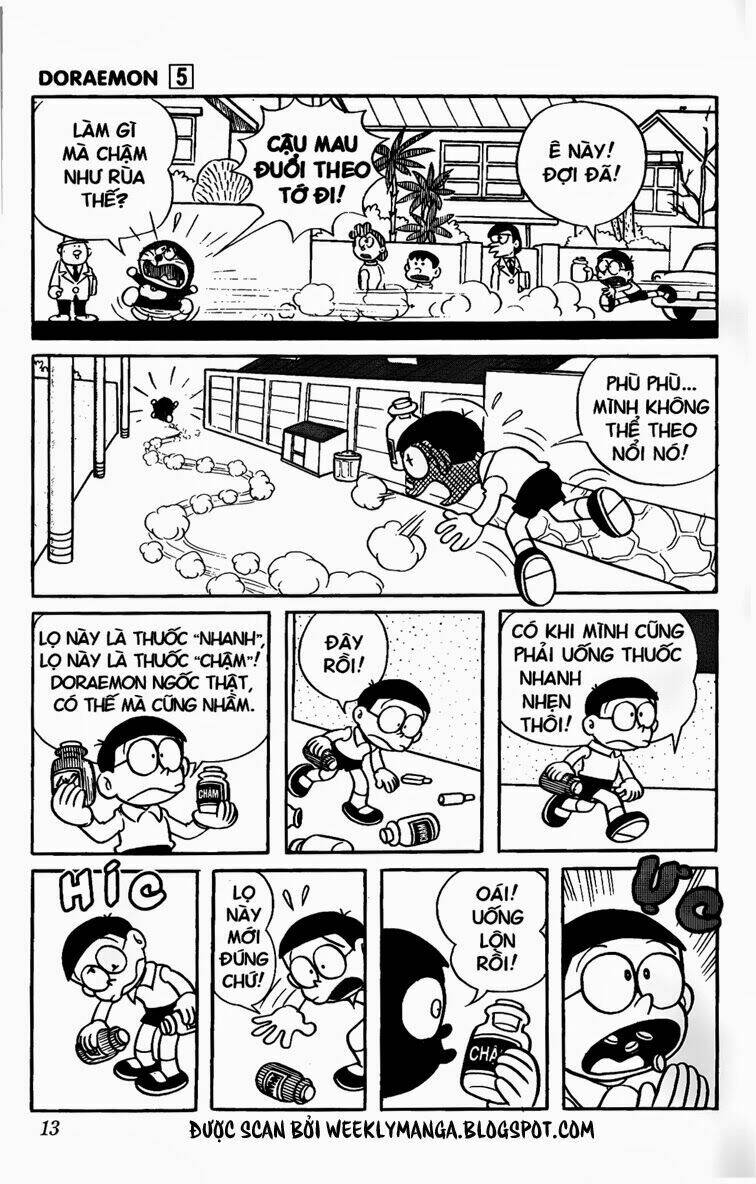 DORAEMON 5
Ê NÀY!
ĐỢI ĐÃ!
CẬU MAU
ĐUỔI THEO
TỚ ĐI!
LÀM GÌ
MÀ CHẬM
NHƯ RÙA
THẾ?
PHÙ PHÙ...
MÌNH KHÔNG
THỂ THEO
NỔI NÓ!
CÓ KHI MÌNH CŨNG
PHẢI UỐNG THUỐC
NHANH
NHẸN
THÔI!
ĐÂY
RỒI!
CHẬM
LỌ NÀY LÀ THUỐC "NHANH",
LỌ NÀY LÀ THUỐC "CHẬM"!
DORAEMON NGỐC THẬT,
CÓ THẾ MÀ CŨNG NHẦM.
CHẬM
ỰC
OÁI!
UỐNG
LỘN
RỒI!
CHẬ
LỌ
NÀY
MỚI
ĐÚNG
CHỨ!
HÍC
13
ĐƯỢC SCAN BỞI WEEKLYMANGA.BLOGSPOT.COM